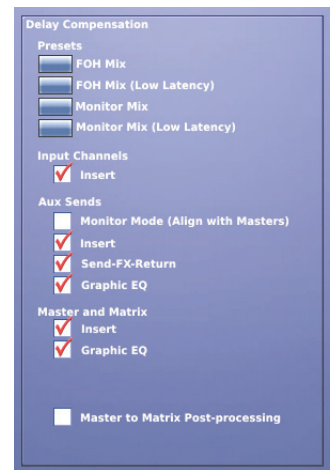 Delay Compensation
Presets
FOH Mix
FOH Mix (Low Latency)
Monitor Mix
Monitor Mix (Low Latency)
Input Channels
Insert
Aux Sends
Monitor Mode (Align with Masters)
Insert
Send-FX-Return
Graphic EQ
Master and Matrix
Insert
Graphic EQ
Master to Matrix Post-processing